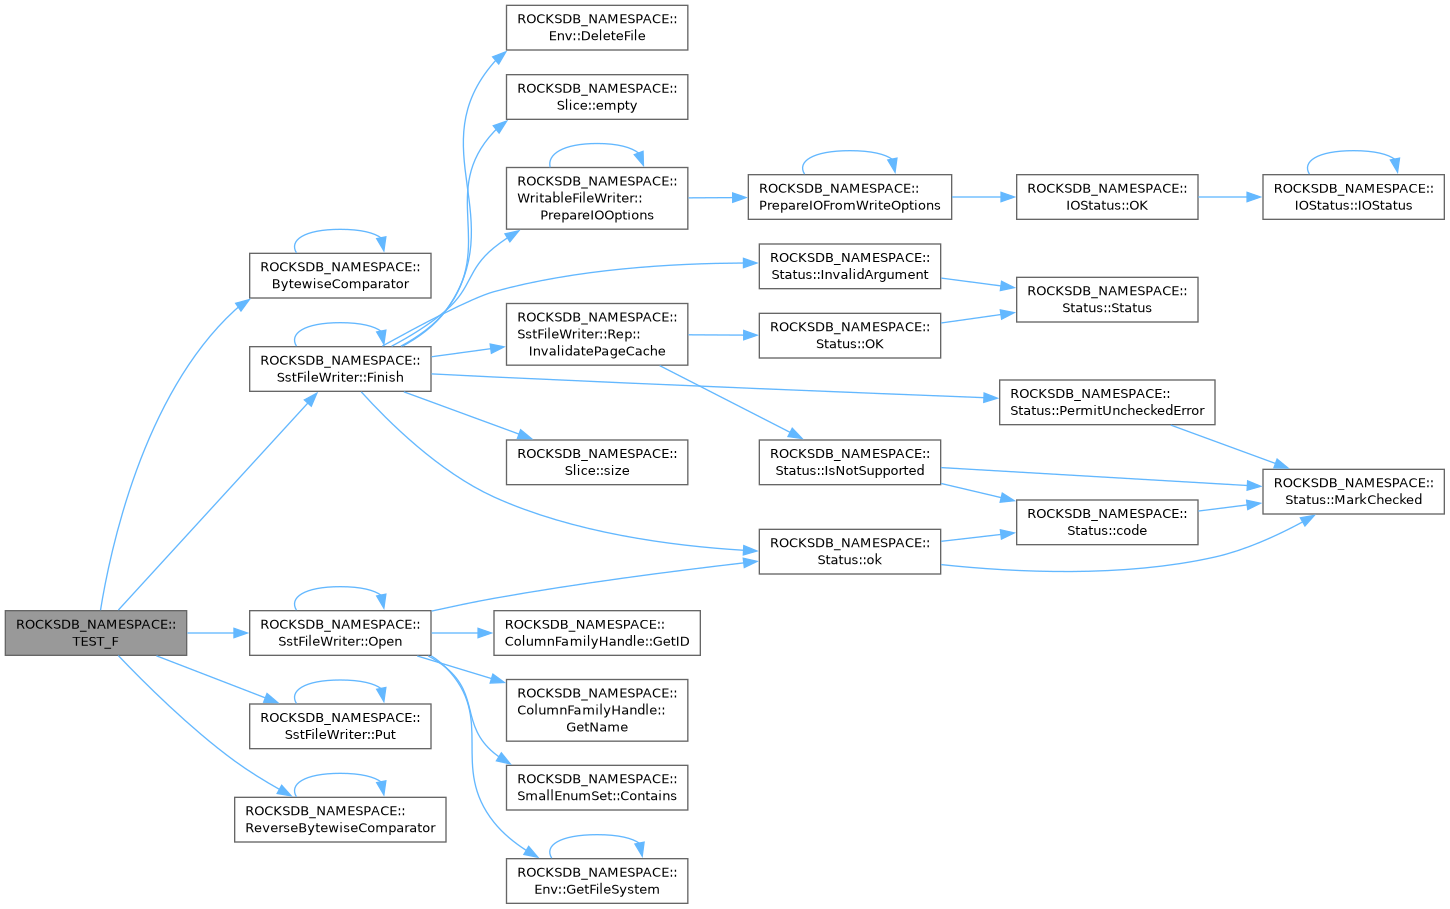 ROCKSDB_NAMESPACE::
TEST_F
ROCKSDB_NAMESPACE::
BytewiseComparator
ROCKSDB_NAMESPACE::
SstFileWriter::Finish
ROCKSDB_NAMESPACE::
SstFileWriter::Open
ROCKSDB_NAMESPACE::
SstFileWriter::Put
ROCKSDB_NAMESPACE::
ReverseBytewiseComparator
ROCKSDB_NAMESPACE::
Env::DeleteFile
ROCKSDB_NAMESPACE::
Slice::empty
ROCKSDB_NAMESPACE::
WritableFileWriter::
PrepareIOOptions
ROCKSDB_NAMESPACE::
SstFileWriter::Rep::
InvalidatePageCache
ROCKSDB_NAMESPACE::
Slice::size
ROCKSDB_NAMESPACE::
ColumnFamilyHandle::GetID
ROCKSDB_NAMESPACE::
ColumnFamilyHandle::
GetName
ROCKSDB_NAMESPACE::
SmallEnumSet::Contains
ROCKSDB_NAMESPACE::
Env::GetFileSystem
ROCKSDB_NAMESPACE::
PrepareIOFromWriteOptions
ROCKSDB_NAMESPACE::
Status::InvalidArgument
ROCKSDB_NAMESPACE::
Status::OK
ROCKSDB_NAMESPACE::
Status::IsNotSupported
ROCKSDB_NAMESPACE::
Status::ok
ROCKSDB_NAMESPACE::
IOStatus::OK
ROCKSDB_NAMESPACE::
Status::Status
ROCKSDB_NAMESPACE::
Status::PermitUncheckedError
ROCKSDB_NAMESPACE::
Status::code
ROCKSDB_NAMESPACE::
IOStatus::IOStatus
ROCKSDB_NAMESPACE::
Status::MarkChecked